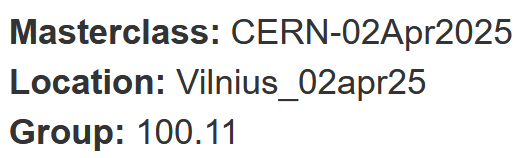 Masterclass: CERN-02Apr2025
Location: Vilnius_02apr25
Group: 100.11